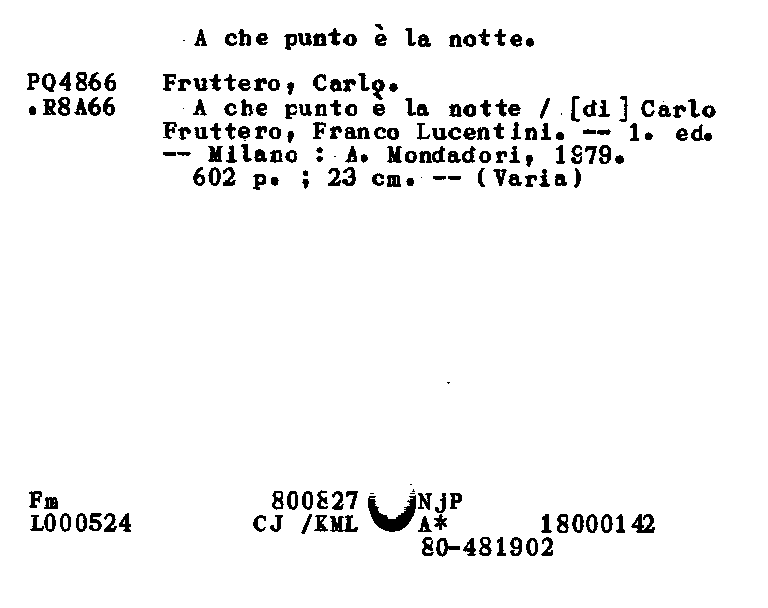 A che punto è la notte.
PQ4866 Fruttero, Carlo.
.R8A66 A che punto è la notte / [di] Carlo
Fruttero, Franco Lucentini. -- 1. ed.
-- Milano : A. Mondadori, 1979.
602 p. ; 23 cm. -- (Varia)
Fm 800827 NjP
L000524 CJ /KML A* 18000142
80-481902